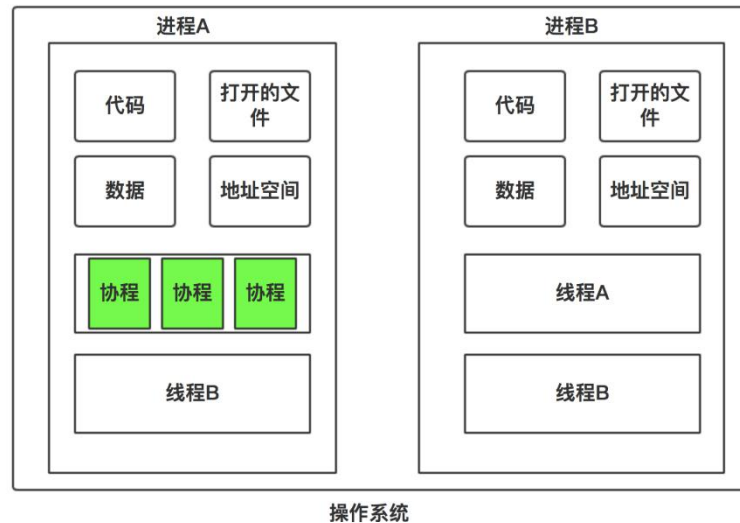 进程A
进程B
代码
打开的文
件
代码
打开的文
件
数据
地址空间
数据
地址空间
协程
协程
协程
线程A
线程B
线程B
操作系统